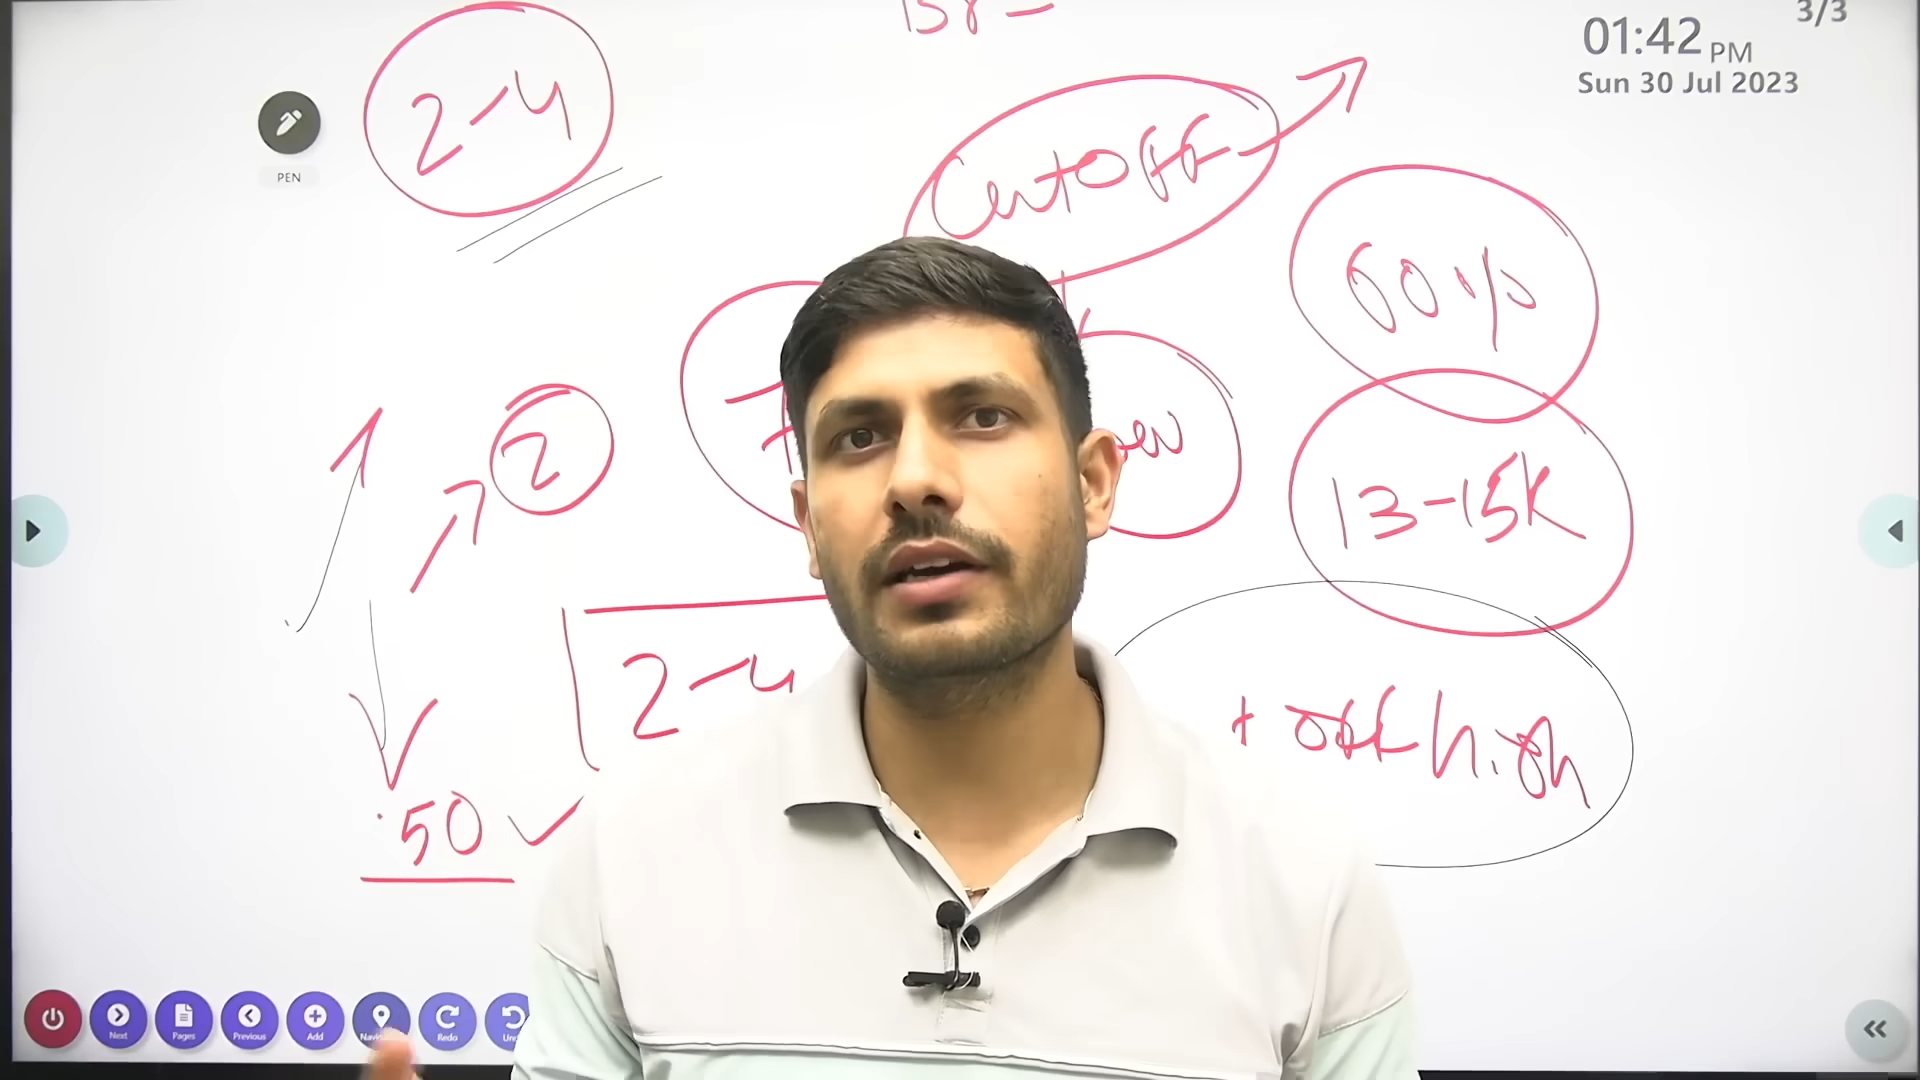 3/3
01:42 PM
Sun 30 Jul 2023
PEN
2-4
CutOff
60%
2
13-15K
2-4
+ off high
50
Next
Pages
Previous
Add
Redo